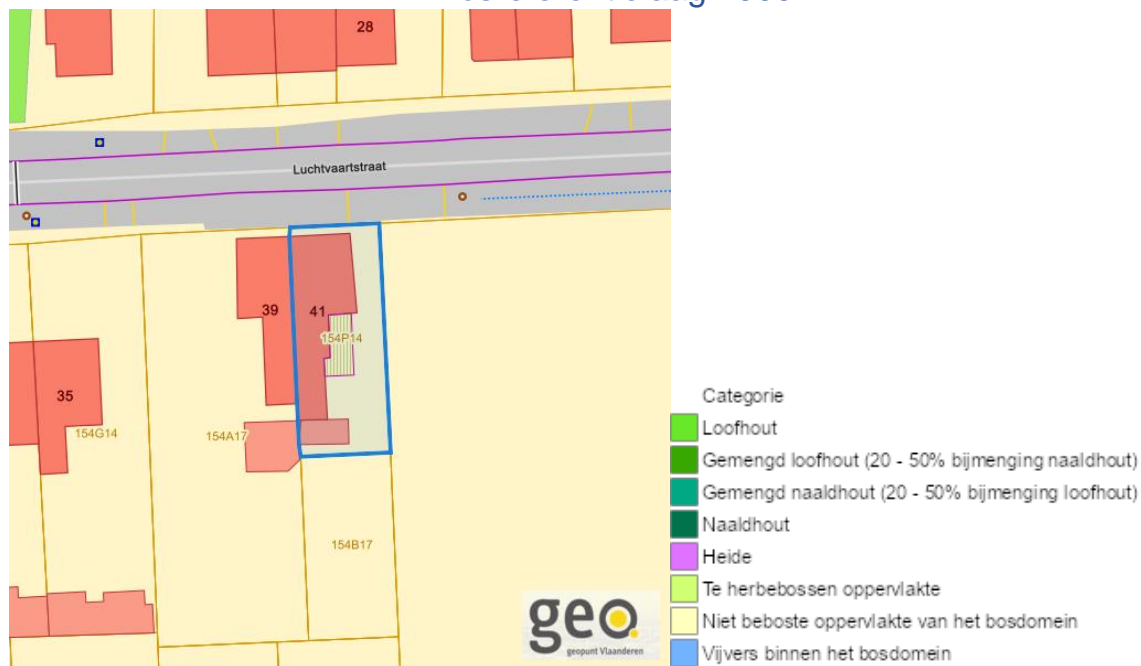 28
Luchtvaartstraat
39
41
154P14
35
154G14
154A17
154B17
geo
geopunt Vlaanderen
Categorie
Loofhout
Gemengd loofhout (20 - 50% bijmenging naaldhout)
Gemengd naaldhout (20 - 50% bijmenging loofhout)
Naaldhout
Heide
Te herbebossen oppervlakte
Niet beboste oppervlakte van het bosdomein
Vijvers binnen het bosdomein